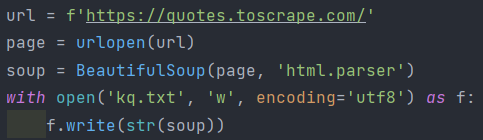 url = f'https://quotes.toscrape.com/'
page = urlopen(url)
soup = BeautifulSoup(page, 'html.parser')
with open('kq.txt', 'w', encoding='utf8') as f:
    f.write(str(soup))